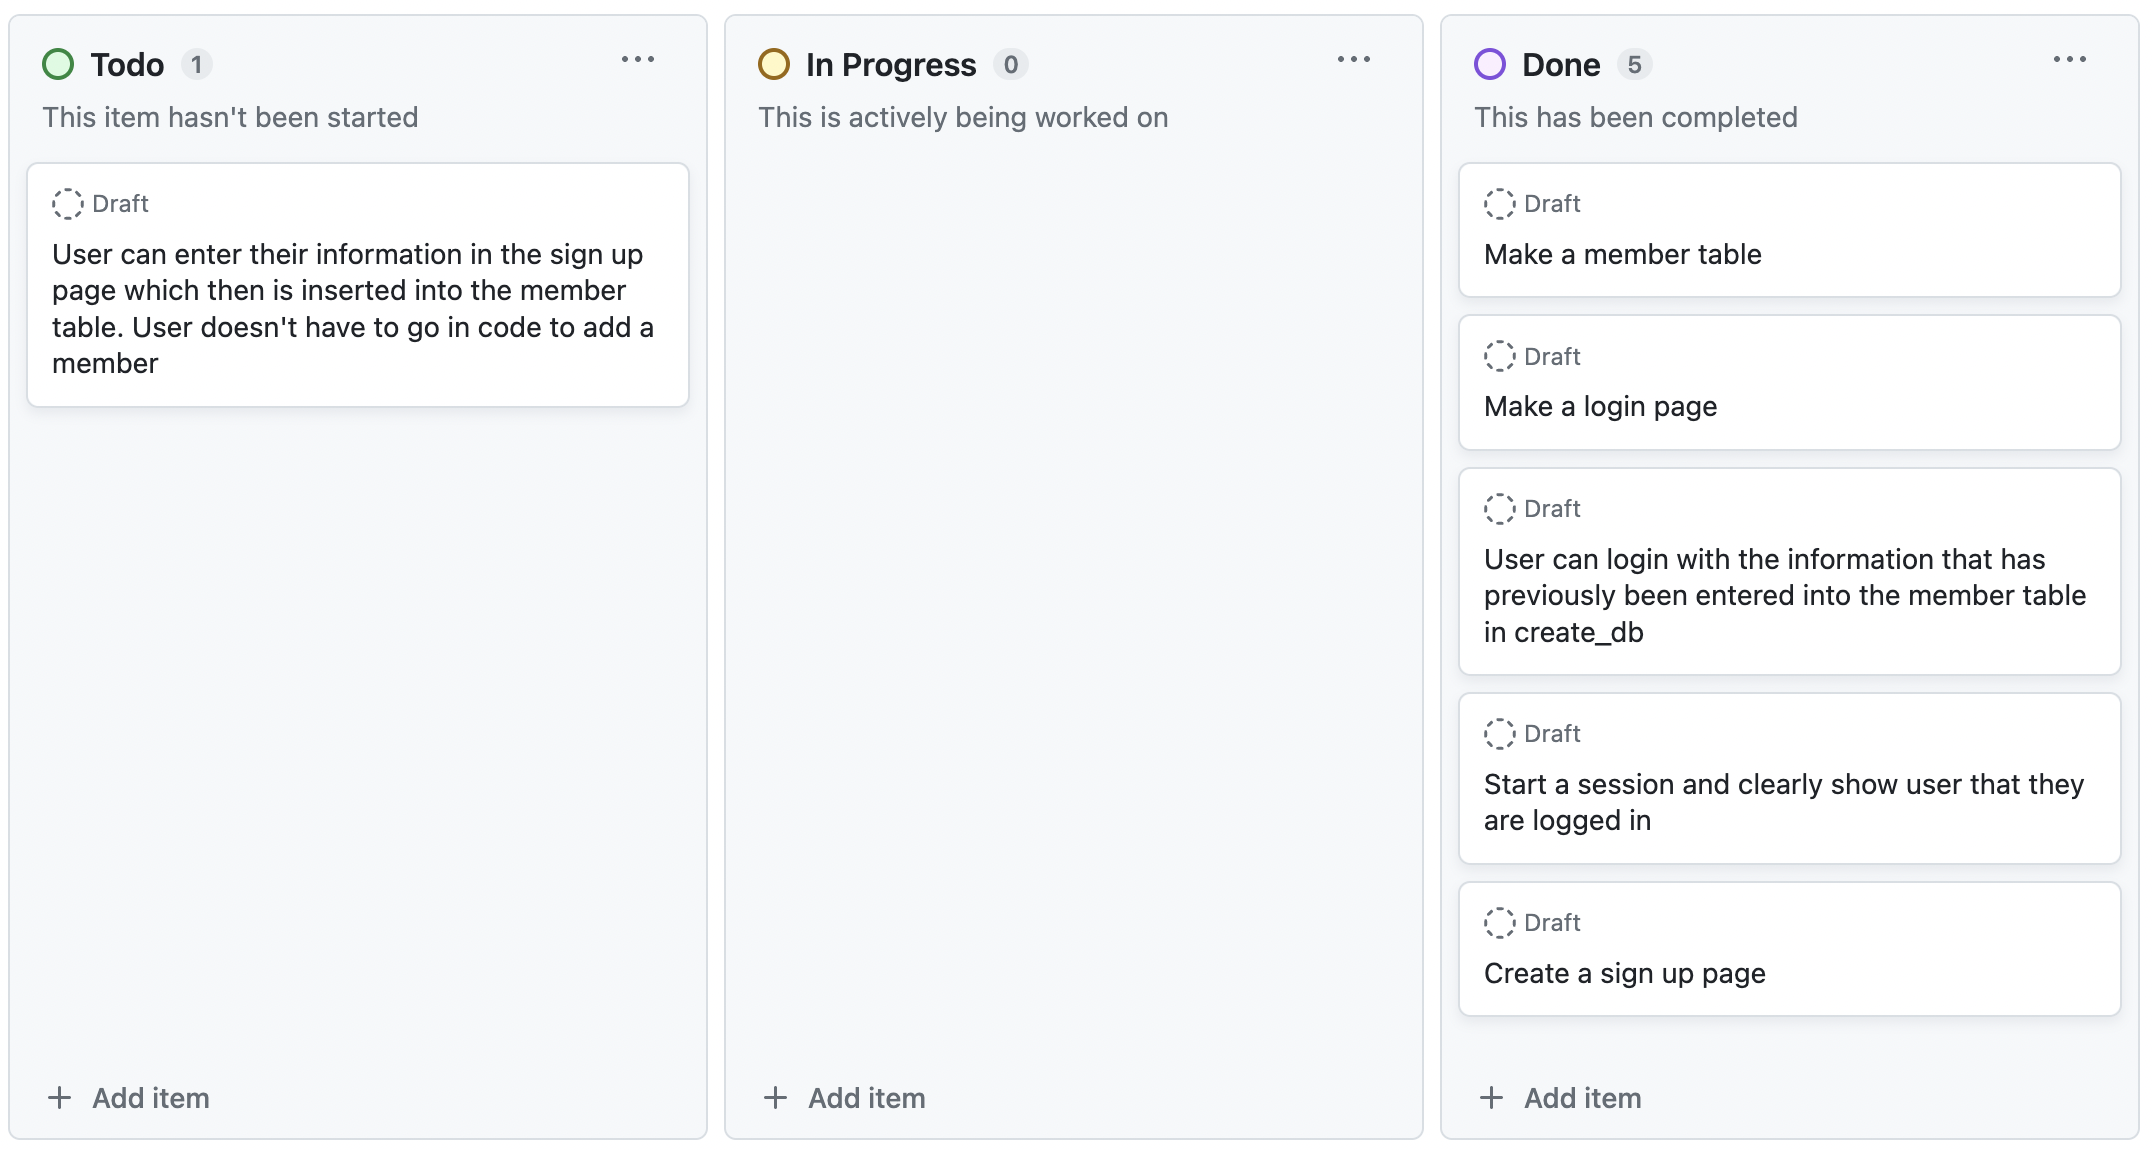 Todo 1
This item hasn't been started
Draft
User can enter their information in the sign up
page which then is inserted into the member
table. User doesn't have to go in code to add a
member
+ Add item
In Progress 0
This is actively being worked on
+ Add item
Done 5
This has been completed
Draft
Make a member table
Draft
Make a login page
Draft
User can login with the information that has
previously been entered into the member table
in create_db
Draft
Start a session and clearly show user that they
are logged in
Draft
Create a sign up page
+ Add item